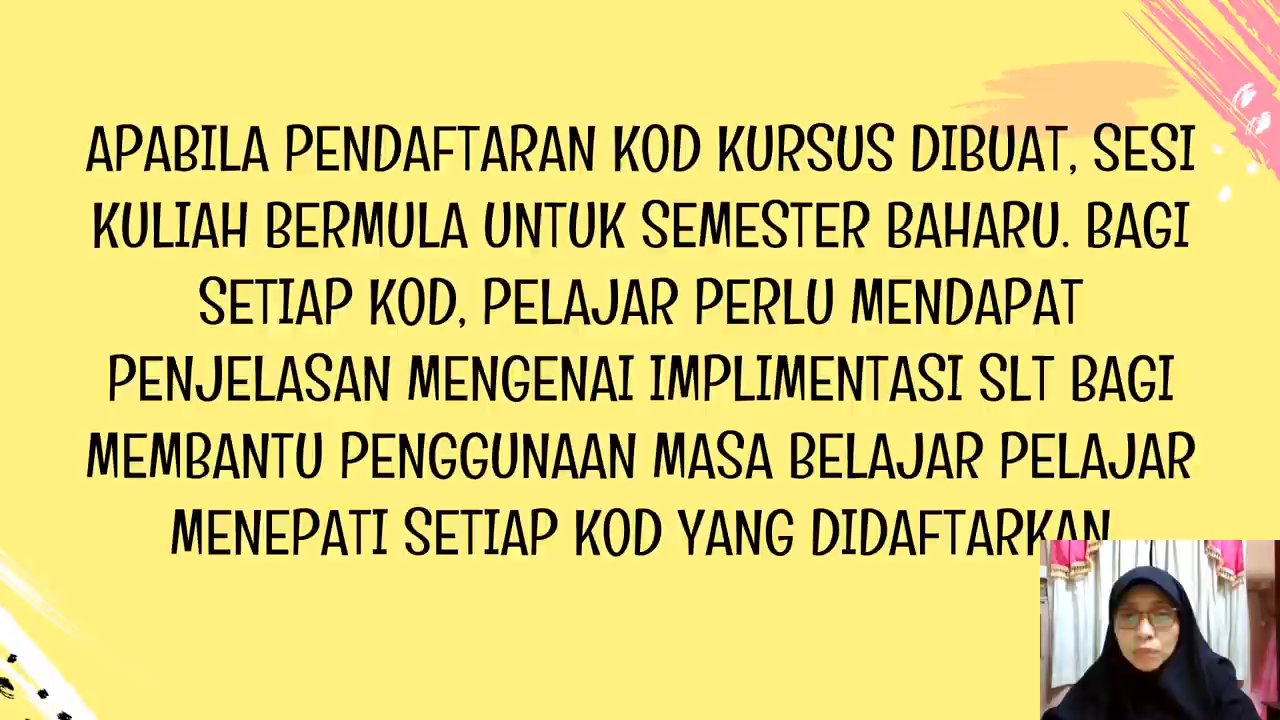 APABILA PENDAFTARAN KOD KURSUS DIBUAT, SESI
KULIAH BERMULA UNTUK SEMESTER BAHARU. BAGI
SETIAP KOD, PELAJAR PERLU MENDAPAT
PENJELASAN MENGENAI IMPLIMENTASI SLT BAGI
MEMBANTU PENGGUNAAN MASA BELAJAR PELAJAR
MENEPATI SETIAP KOD YANG DIDAFTARKAN